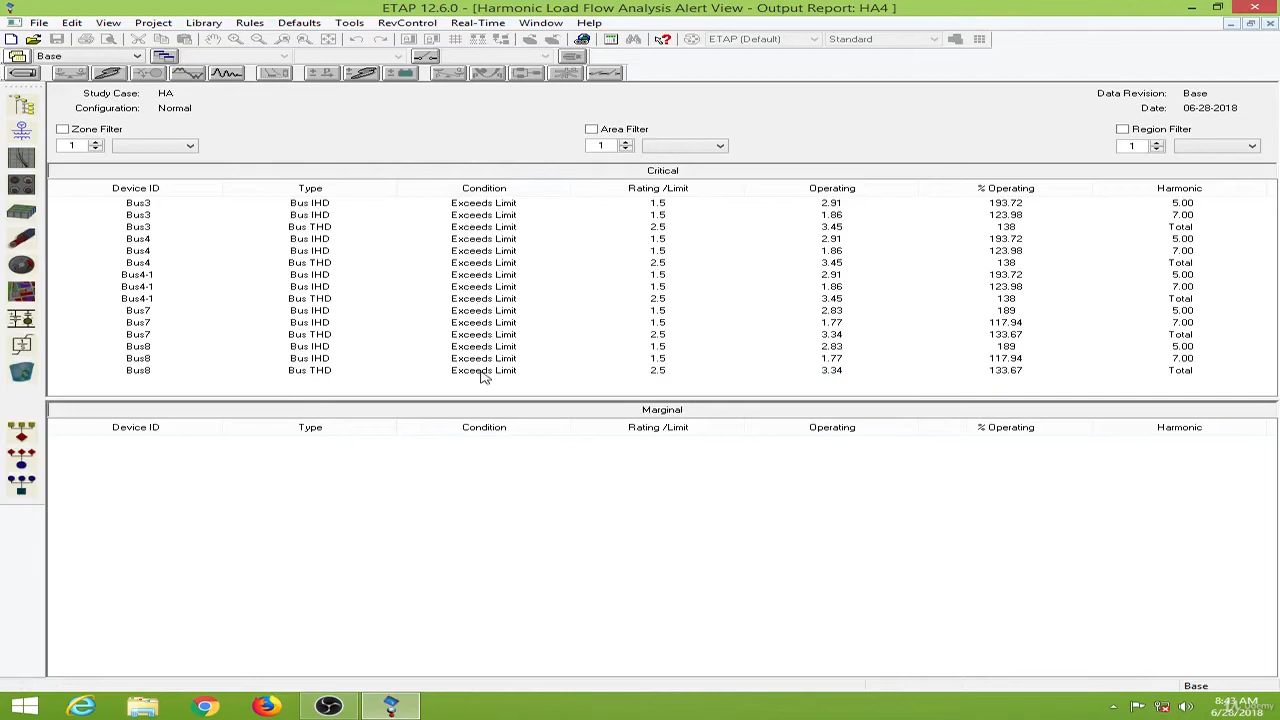 ETAP 12.6.0 - [Harmonic Load Flow Analysis Alert View - Output Report: HA4 ]
File Edit View Project Library Rules Defaults Tools RevControl Real-Time Window Help
ETAP (Default) Standard
Base
Study Case: HA Data Revision: Base
Configuration: Normal Date: 06-28-2018
Zone Filter Area Filter Region Filter
1 1 1
Critical
Device ID Type Condition Rating /Limit Operating % Operating Harmonic
Bus3 Bus IHD Exceeds Limit 1.5 2.91 193.72 5.00
Bus3 Bus IHD Exceeds Limit 1.5 1.86 123.98 7.00
Bus3 Bus THD Exceeds Limit 2.5 3.45 138 Total
Bus4 Bus IHD Exceeds Limit 1.5 2.91 193.72 5.00
Bus4 Bus IHD Exceeds Limit 1.5 1.86 123.98 7.00
Bus4 Bus THD Exceeds Limit 2.5 3.45 138 Total
Bus4-1 Bus IHD Exceeds Limit 1.5 2.91 193.72 5.00
Bus4-1 Bus IHD Exceeds Limit 1.5 1.86 123.98 7.00
Bus4-1 Bus THD Exceeds Limit 2.5 3.45 138 Total
Bus7 Bus IHD Exceeds Limit 1.5 2.83 189 5.00
Bus7 Bus IHD Exceeds Limit 1.5 1.77 117.94 7.00
Bus7 Bus THD Exceeds Limit 2.5 3.34 133.67 Total
Bus8 Bus IHD Exceeds Limit 1.5 2.83 189 5.00
Bus8 Bus IHD Exceeds Limit 1.5 1.77 117.94 7.00
Bus8 Bus THD Exceeds Limit 2.5 3.34 133.67 Total
Marginal
Device ID Type Condition Rating /Limit Operating % Operating Harmonic
Base
8:43 AM
6/28/2018
Udemy